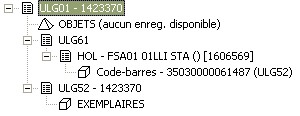 ULG01 - 1423370
OBJETS (aucun enreg. disponible)
ULG61
HOL - FSA01 01LLI STA () [1606569]
Code-barres - 35030000061487 (ULG52)
ULG52 - 1423370
EXEMPLAIRES